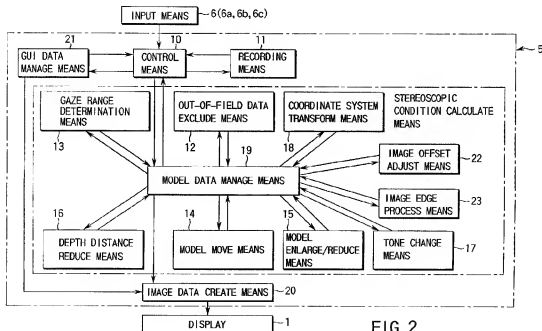 INPUT MEANS 6(6a, 6b, 6c)
21 10 11 5
GUI DATA MANAGE MEANS
CONTROL MEANS
RECORDING MEANS
STEREOSCOPIC CONDITION CALCULATE MEANS
GAZE RANGE DETERMINATION MEANS
13
OUT-OF-FIELD DATA EXCLUDE MEANS
12
COORDINATE SYSTEM TRANSFORM MEANS
18
19
MODEL DATA MANAGE MEANS
IMAGE OFFSET ADJUST MEANS
22
IMAGE EDGE PROCESS MEANS
23
16
DEPTH DISTANCE REDUCE MEANS
14
MODEL MOVE MEANS
15
MODEL ENLARGE/REDUCE MEANS
TONE CHANGE MEANS
17
IMAGE DATA CREATE MEANS 20
DISPLAY 1
FIG. 2